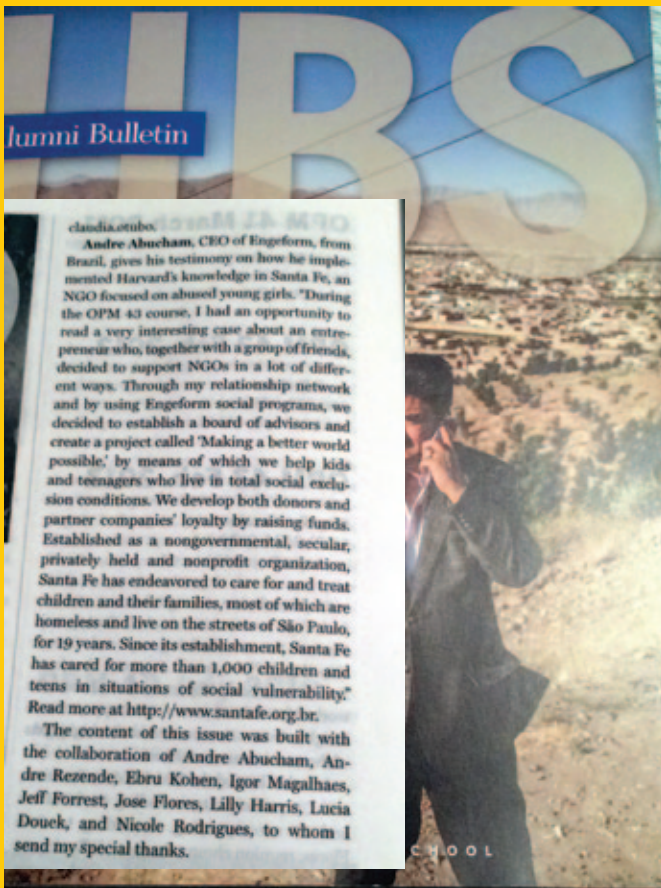 HBS
lumni Bulletin
claudia.otubo.
Andre Abucham, CEO of Engeform, from
Brazil, gives his testimony on how he imple-
mented Harvard's knowledge in Santa Fe, an
NGO focused on abused young girls. "During
the OPM 43 course, I had an opportunity to
read a very interesting case about an entre-
preneur who, together with a group of friends,
decided to support NGOs in a lot of differ-
ent ways. Through my relationship network
and by using Engeform social programs, we
decided to establish a board of advisors and
create a project called 'Making a better world
possible,' by means of which we help kids
and teenagers who live in total social exclu-
sion conditions. We develop both donors and
partner companies' loyalty by raising funds.
Established as a nongovernmental, secular,
privately held and nonprofit organization,
Santa Fe has endeavored to care for and treat
children and their families, most of which are
homeless and live on the streets of São Paulo,
for 19 years. Since its establishment, Santa Fe
has cared for more than 1,000 children and
teens in situations of social vulnerability."
Read more at http://www.santafe.org.br.
The content of this issue was built with
the collaboration of Andre Abucham, An-
dre Rezende, Ebru Kohen, Igor Magalhaes,
Jeff Forrest, Jose Flores, Lilly Harris, Lucia
Douek, and Nicole Rodrigues, to whom I
send my special thanks.
CHOOL